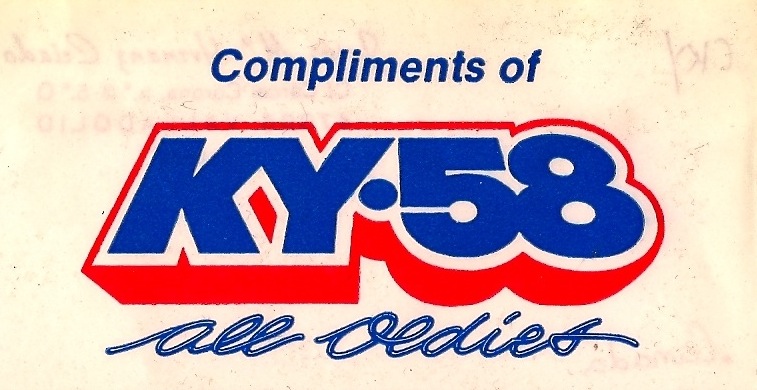 Compliments of
KY·58
all oldies